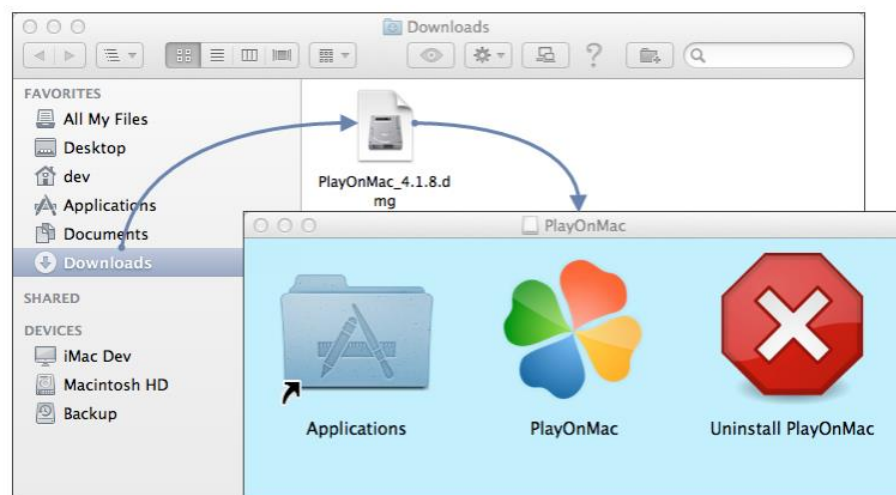 Downloads
FAVORITES
All My Files
Desktop
dev
Applications
Documents
Downloads
SHARED
DEVICES
iMac Dev
Macintosh HD
Backup
PlayOnMac_4.1.8.d
mg
PlayOnMac
Applications
PlayOnMac
Uninstall PlayOnMac